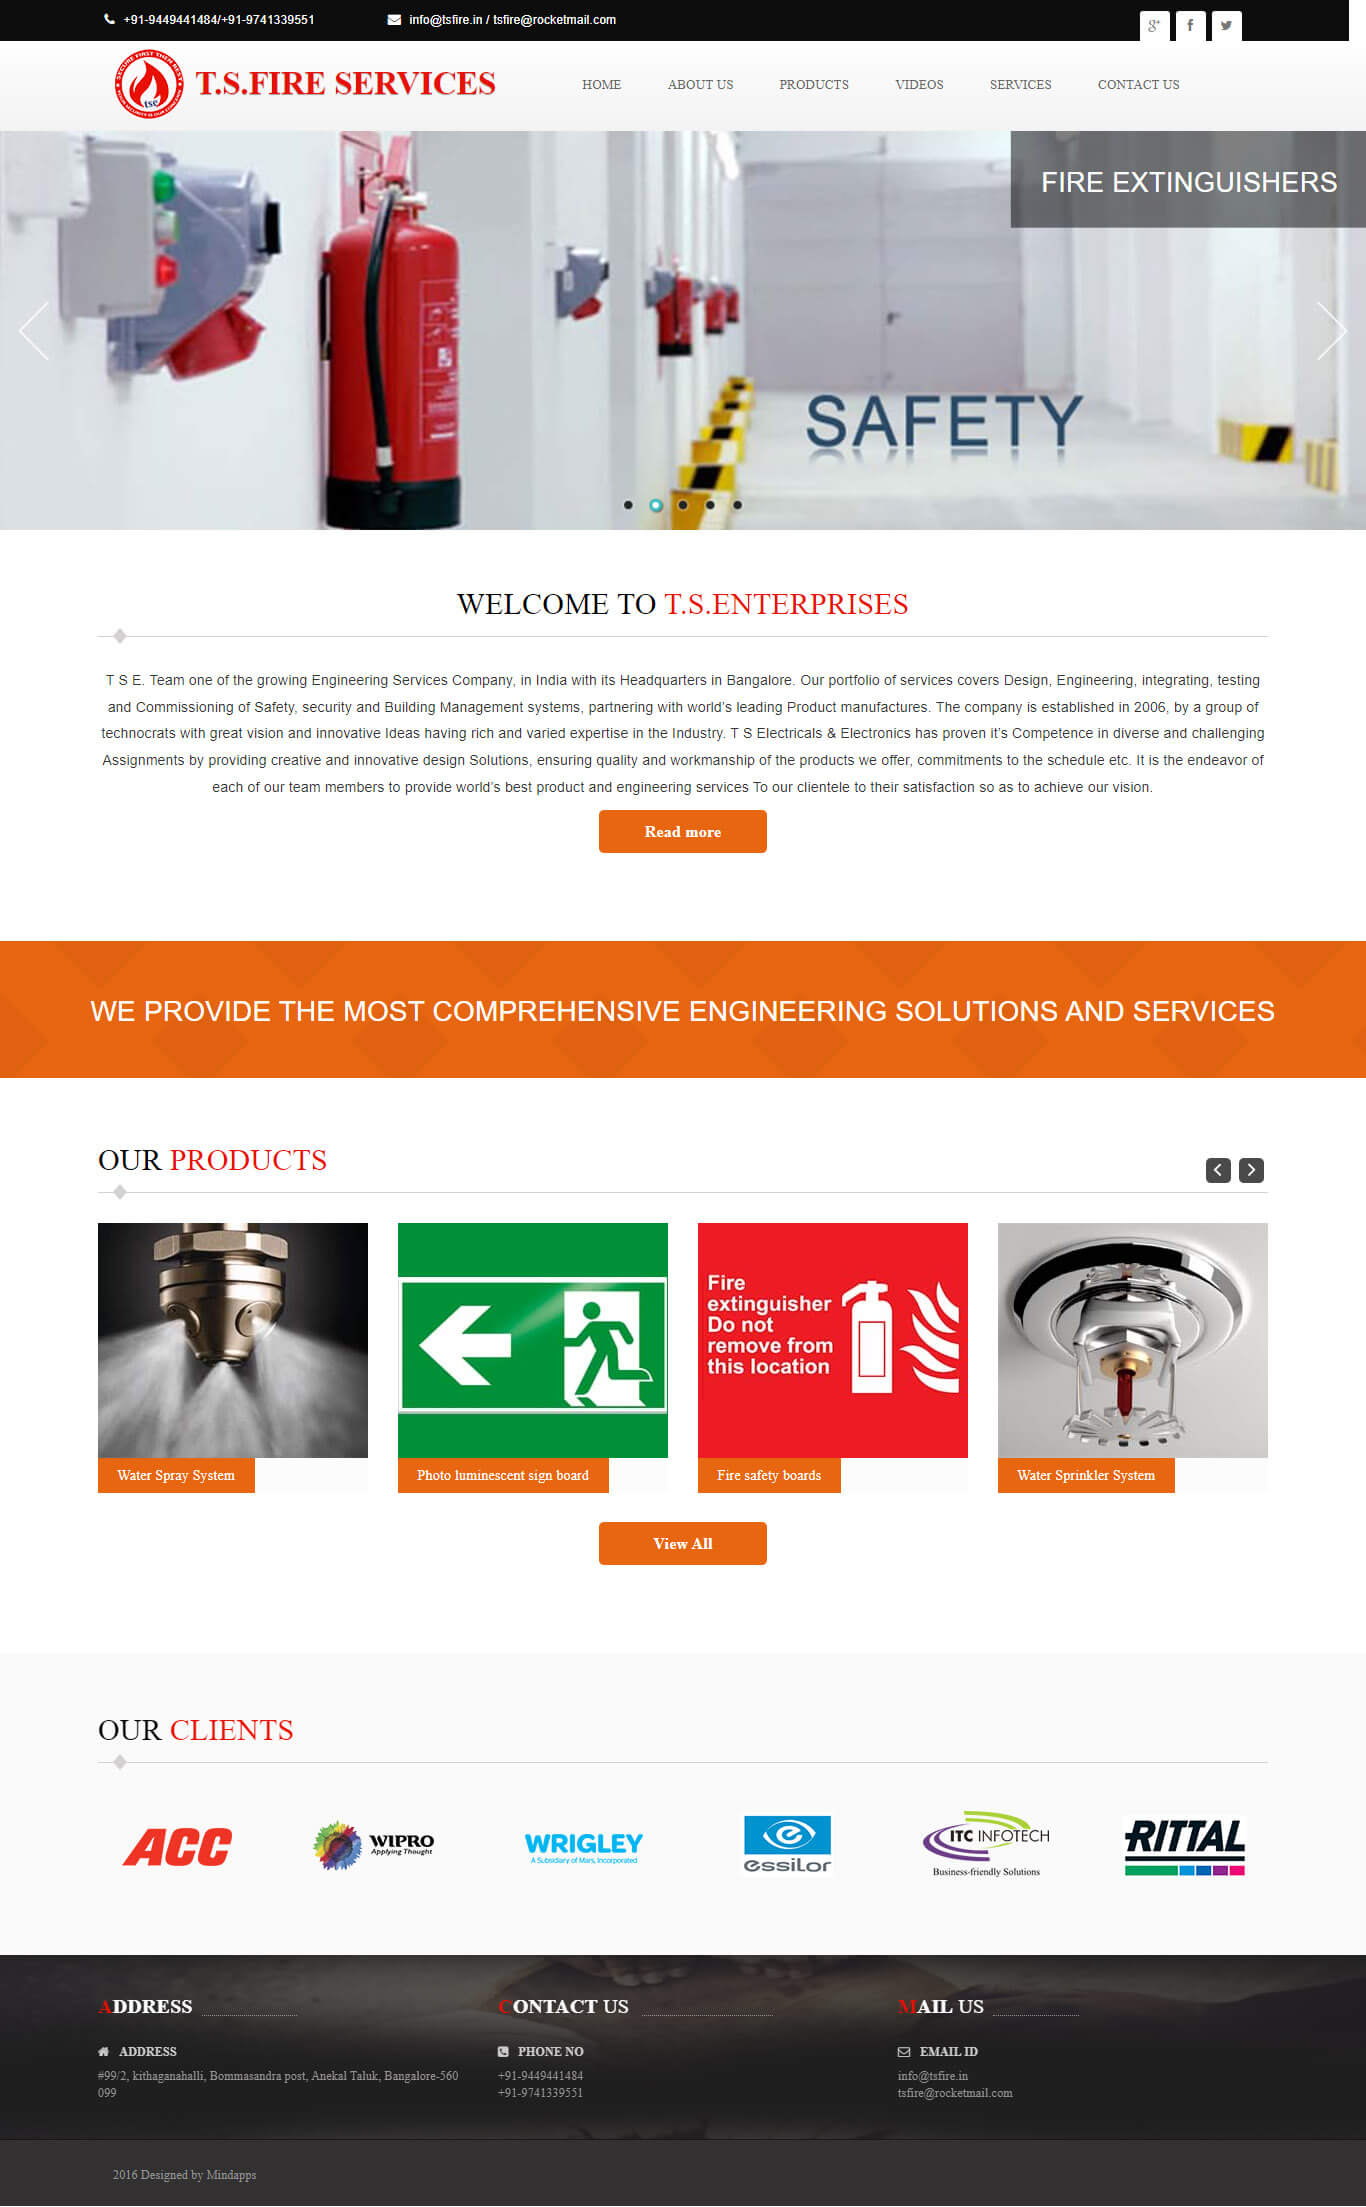 +91-9449441484/+91-9741339551
info@tsfire.in / tsfire@rocketmail.com
T.S.FIRE SERVICES
HOME
ABOUT US
PRODUCTS
VIDEOS
SERVICES
CONTACT US
FIRE EXTINGUISHERS
SAFETY
WELCOME TO T.S.ENTERPRISES
T S E. Team one of the growing Engineering Services Company, in India with its Headquarters in Bangalore. Our portfolio of services covers Design, Engineering, integrating, testing
and Commissioning of Safety, security and Building Management systems, partnering with world's leading Product manufactures. The company is established in 2006, by a group of
technocrats with great vision and innovative Ideas having rich and varied expertise in the Industry. T S Electricals & Electronics has proven it's Competence in diverse and challenging
Assignments by providing creative and innovative design Solutions, ensuring quality and workmanship of the products we offer, commitments to the schedule etc. It is the endeavor of
each of our team members to provide world's best product and engineering services To our clientele to their satisfaction so as to achieve our vision.
Read more
WE PROVIDE THE MOST COMPREHENSIVE ENGINEERING SOLUTIONS AND SERVICES
OUR PRODUCTS
Fire
extinguisher
Do not
remove from
this location
Water Spray System
Photo luminescent sign board
Fire safety boards
Water Sprinkler System
View All
OUR CLIENTS
ACC
WIPRO
Applying Thought
WRIGLEY
A Subsidiary of Mars, Incorporated
essilor
ITC INFOTECH
Business-friendly Solutions
RITTAL
ADDRESS
ADDRESS
#99/2, kithaganahalli, Bommasandra post, Anekal Taluk, Bangalore-560
099
CONTACT US
PHONE NO
+91-9449441484
+91-9741339551
MAIL US
EMAIL ID
info@tsfire.in
tsfire@rocketmail.com
2016 Designed by Mindapps